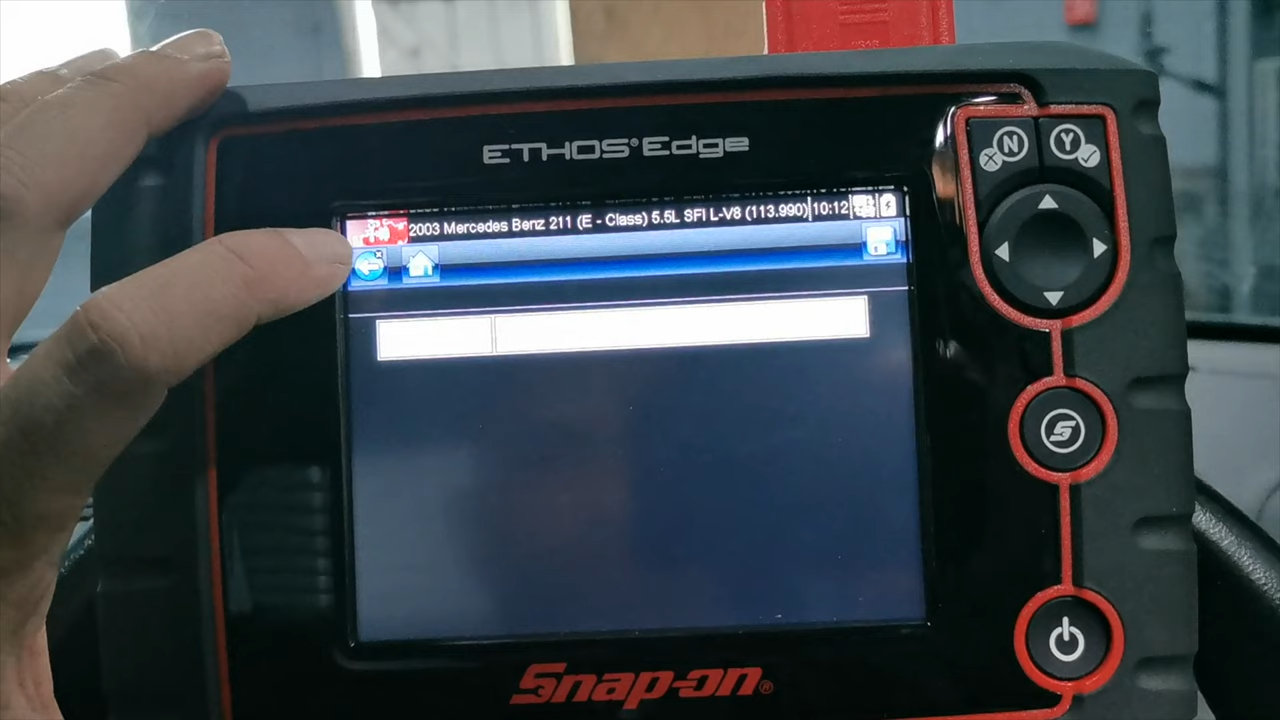 ETHOS® Edge
N
Y
2003 Mercedes Benz 211 (E - Class) 5.5L SFI L-V8 (113.990) 10:12
S
Snap-on®